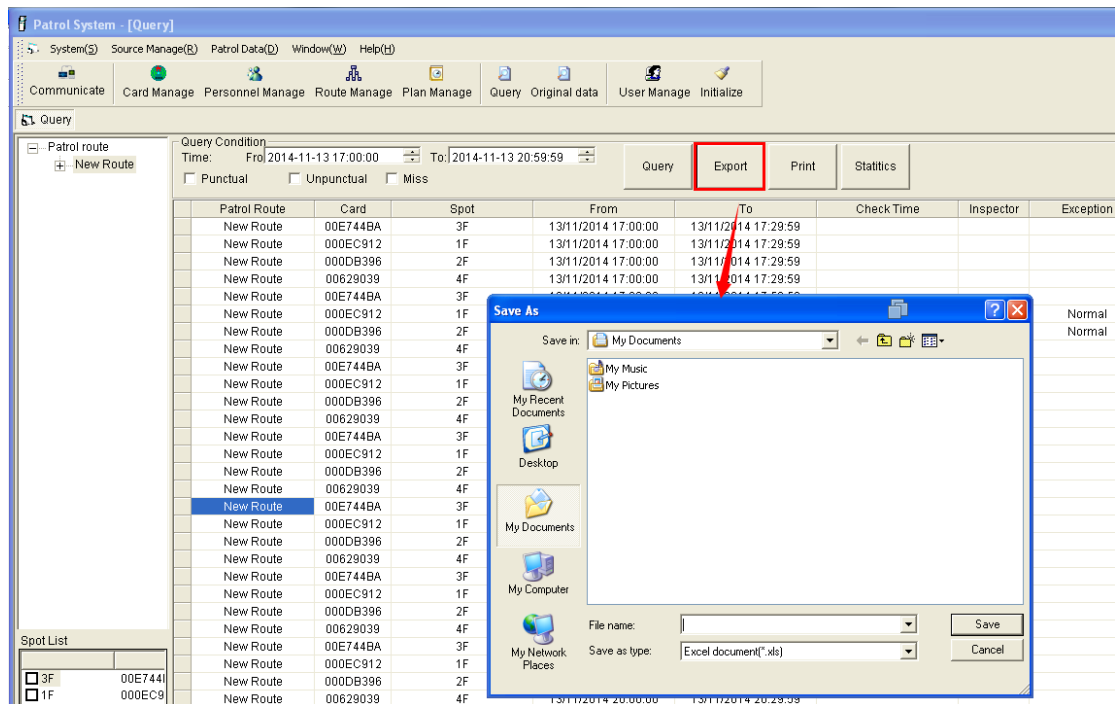 Patrol System - [Query]
System(S) Source Manage(R) Patrol Data(D) Window(W) Help(H)
Communicate Card Manage Personnel Manage Route Manage Plan Manage Query Original data User Manage Initialize
Query
Patrol route
New Route
Query Condition
Time: Fro 2014-11-13 17:00:00 To: 2014-11-13 20:59:59
Punctual Unpunctual Miss
Query Export Print Statitics
Patrol Route Card Spot From To Check Time Inspector Exception
New Route 00E744BA 3F 13/11/2014 17:00:00 13/11/2014 17:29:59
New Route 000EC912 1F 13/11/2014 17:00:00 13/11/2014 17:29:59
New Route 000DB396 2F 13/11/2014 17:00:00 13/11/2014 17:29:59
New Route 00629039 4F 13/11/2014 17:00:00 13/11/2014 17:29:59
New Route 00E744BA 3F
New Route 000EC912 1F Normal
New Route 000DB396 2F Normal
New Route 00629039 4F
New Route 00E744BA 3F
New Route 000EC912 1F
New Route 000DB396 2F
New Route 00629039 4F
New Route 00E744BA 3F
New Route 000EC912 1F
New Route 000DB396 2F
New Route 00629039 4F
New Route 00E744BA 3F
New Route 000EC912 1F
New Route 000DB396 2F
New Route 00629039 4F
New Route 00E744BA 3F
New Route 000EC912 1F
New Route 000DB396 2F
New Route 00629039 4F
New Route 00E744BA 3F
New Route 000EC912 1F
New Route 000DB396 2F
New Route 00629039 4F 13/11/2014 20:00:00 13/11/2014 20:29:59
Save As
Save in: My Documents
My Music
My Pictures
My Recent
Documents
Desktop
My Documents
My Computer
My Network
Places
File name: Save
Save as type: Excel document(*.xls) Cancel
Spot List
3F 00E744
1F 000EC9